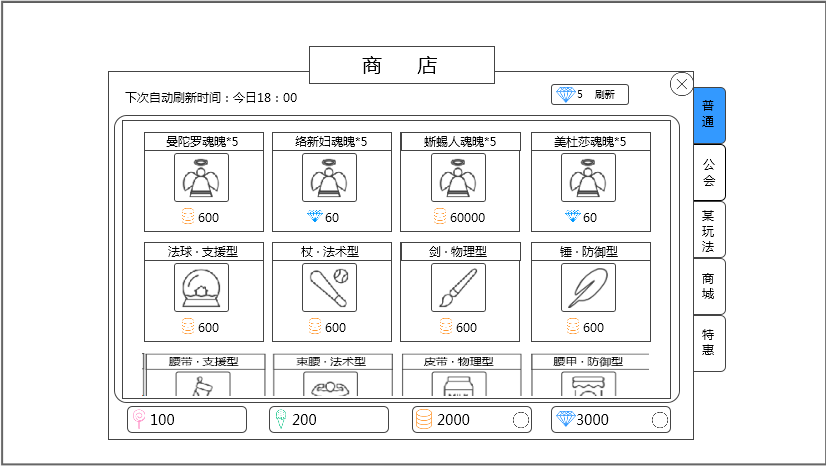 商 店
下次自动刷新时间：今日18：00
5 刷新
普通
公会
某玩法
商城
特惠
曼陀罗魂魄*5
络新妇魂魄*5
蜥蜴人魂魄*5
美杜莎魂魄*5
600
60
60000
60
法球·支援型
杖·法术型
剑·物理型
锤·防御型
600
600
600
600
腰带·支援型
束腰·法术型
皮带·物理型
腰甲·防御型
100
200
2000
3000